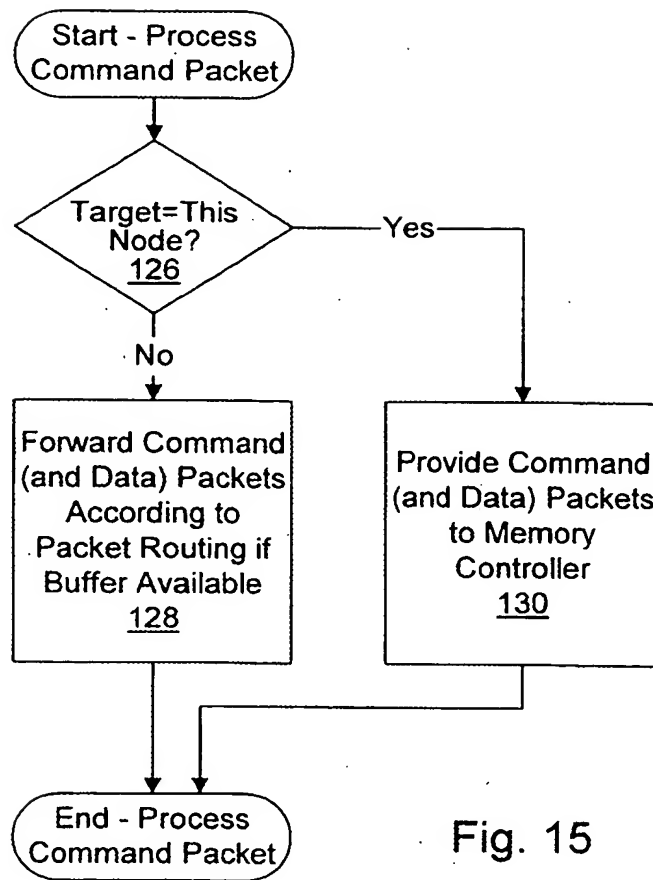 Start - Process
Command Packet
Target=This
Node?
126
Yes
No
Forward Command
(and Data) Packets
According to
Packet Routing if
Buffer Available
128
Provide Command
(and Data) Packets
to Memory
Controller
130
End - Process
Command Packet
Fig. 15